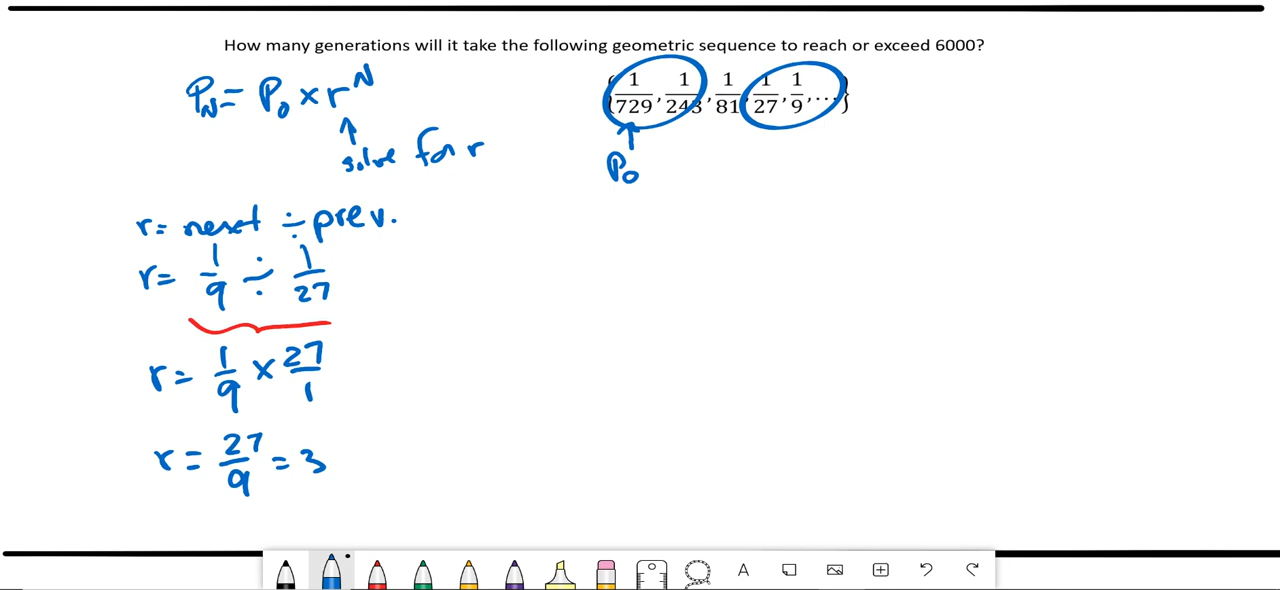 How many generations will it take the following geometric sequence to reach or exceed 6000?
{1/729, 1/243, 1/81, 1/27, 1/9, ...}
P_N = P_0 × r^N
↑
solve for r
↑
P_0
r = next ÷ prev.
r = 1/9 ÷ 1/27
r = 1/9 × 27/1
r = 27/9 = 3
A